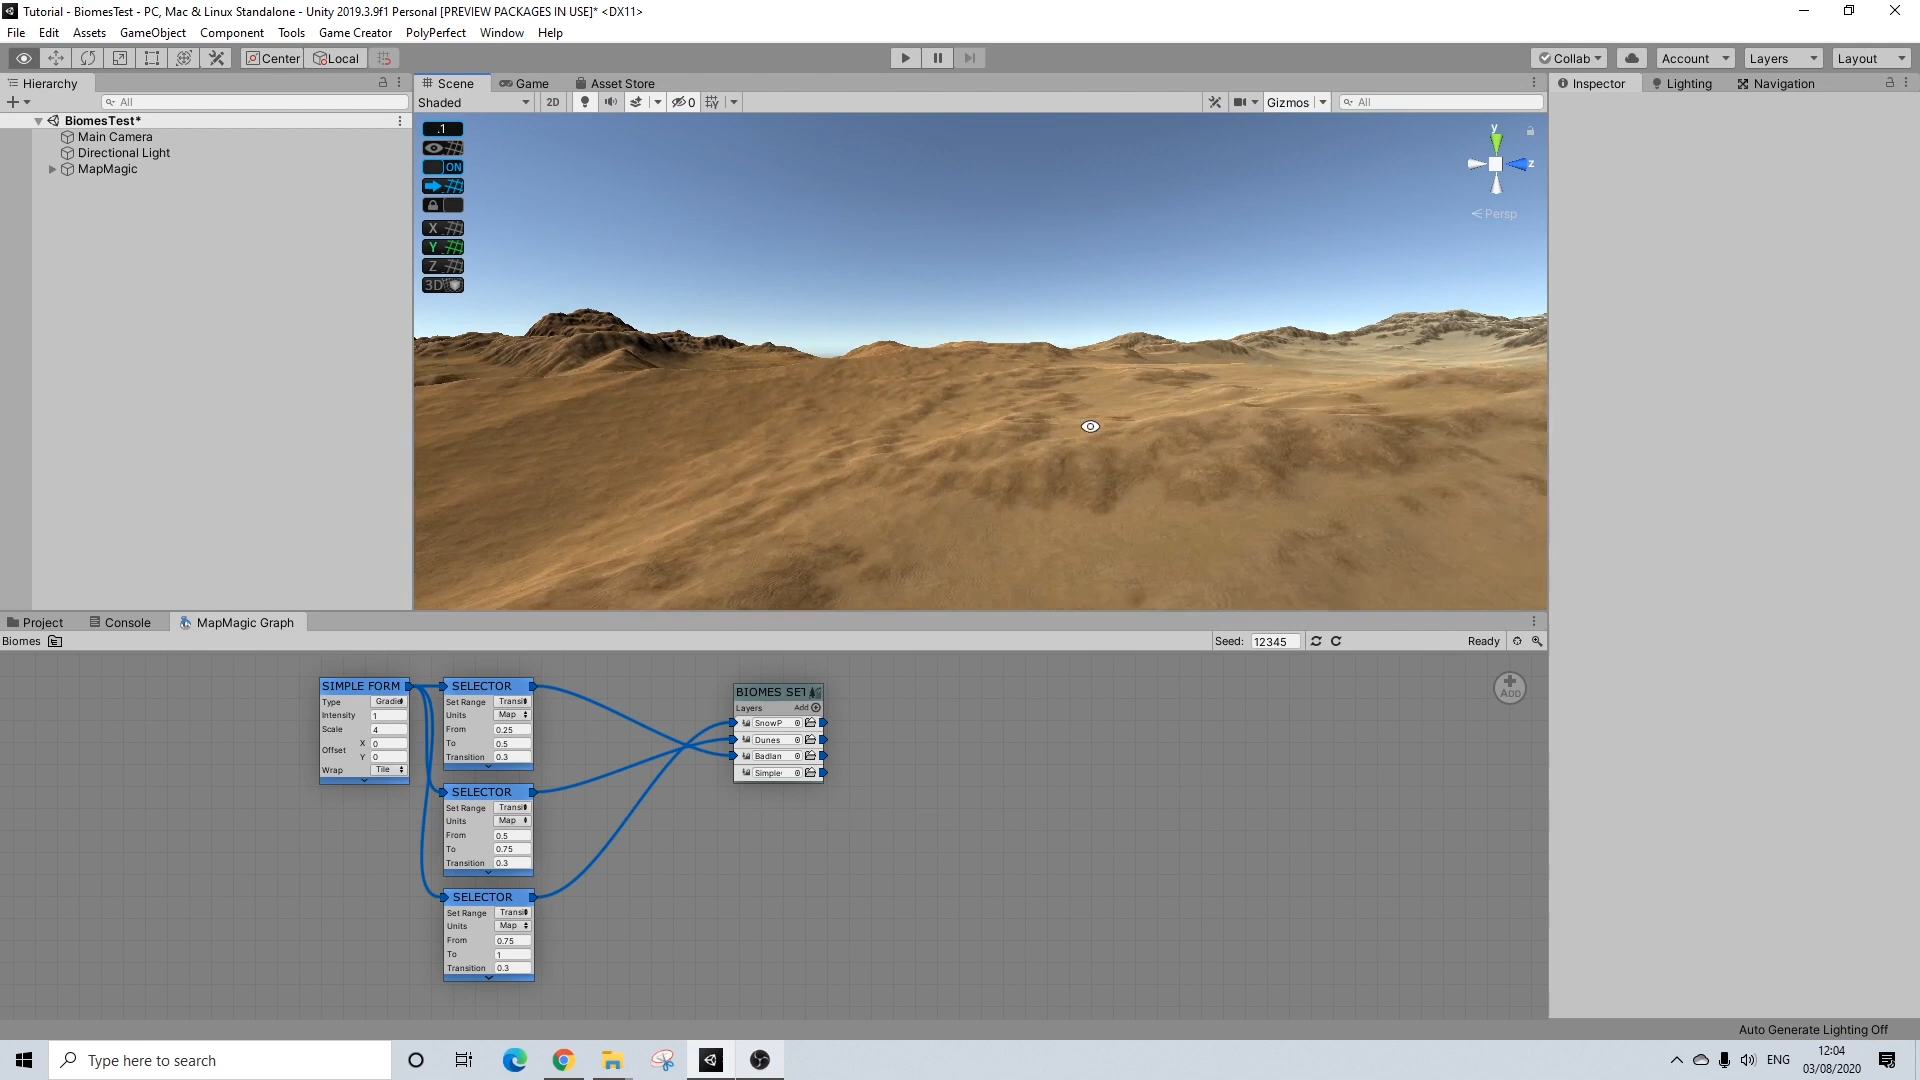 Tutorial - BiomesTest - PC, Mac & Linux Standalone - Unity 2019.3.9f1 Personal [PREVIEW PACKAGES IN USE]* <DX11>
File Edit Assets GameObject Component Tools Game Creator PolyPerfect Window Help
Center Local Collab Account Layers Layout
Hierarchy Scene Game Asset Store Inspector Lighting Navigation
All Shaded 2D 0 Gizmos All
BiomesTest*
Main Camera
Directional Light
MapMagic
.1
ON
X
Y
Z
3D
y
z
Persp
Project Console MapMagic Graph
Biomes Seed: 12345 Ready
SIMPLE FORM
Type
Intensity 1
Scale 4
Offset X 0
Y 0
Wrap Tile
SELECTOR
Set Range
Units Map
From 0.25
To 0.5
Transition 0.3
SELECTOR
Set Range
Units Map
From 0.5
To 0.75
Transition 0.3
SELECTOR
Set Range
Units Map
From 0.75
To 1
Transition 0.3
BIOMES SET
Layers Add
SnowP
Dunes
Badlan
Simple
ADD
Auto Generate Lighting Off
Type here to search
ENG
12:04
03/08/2020